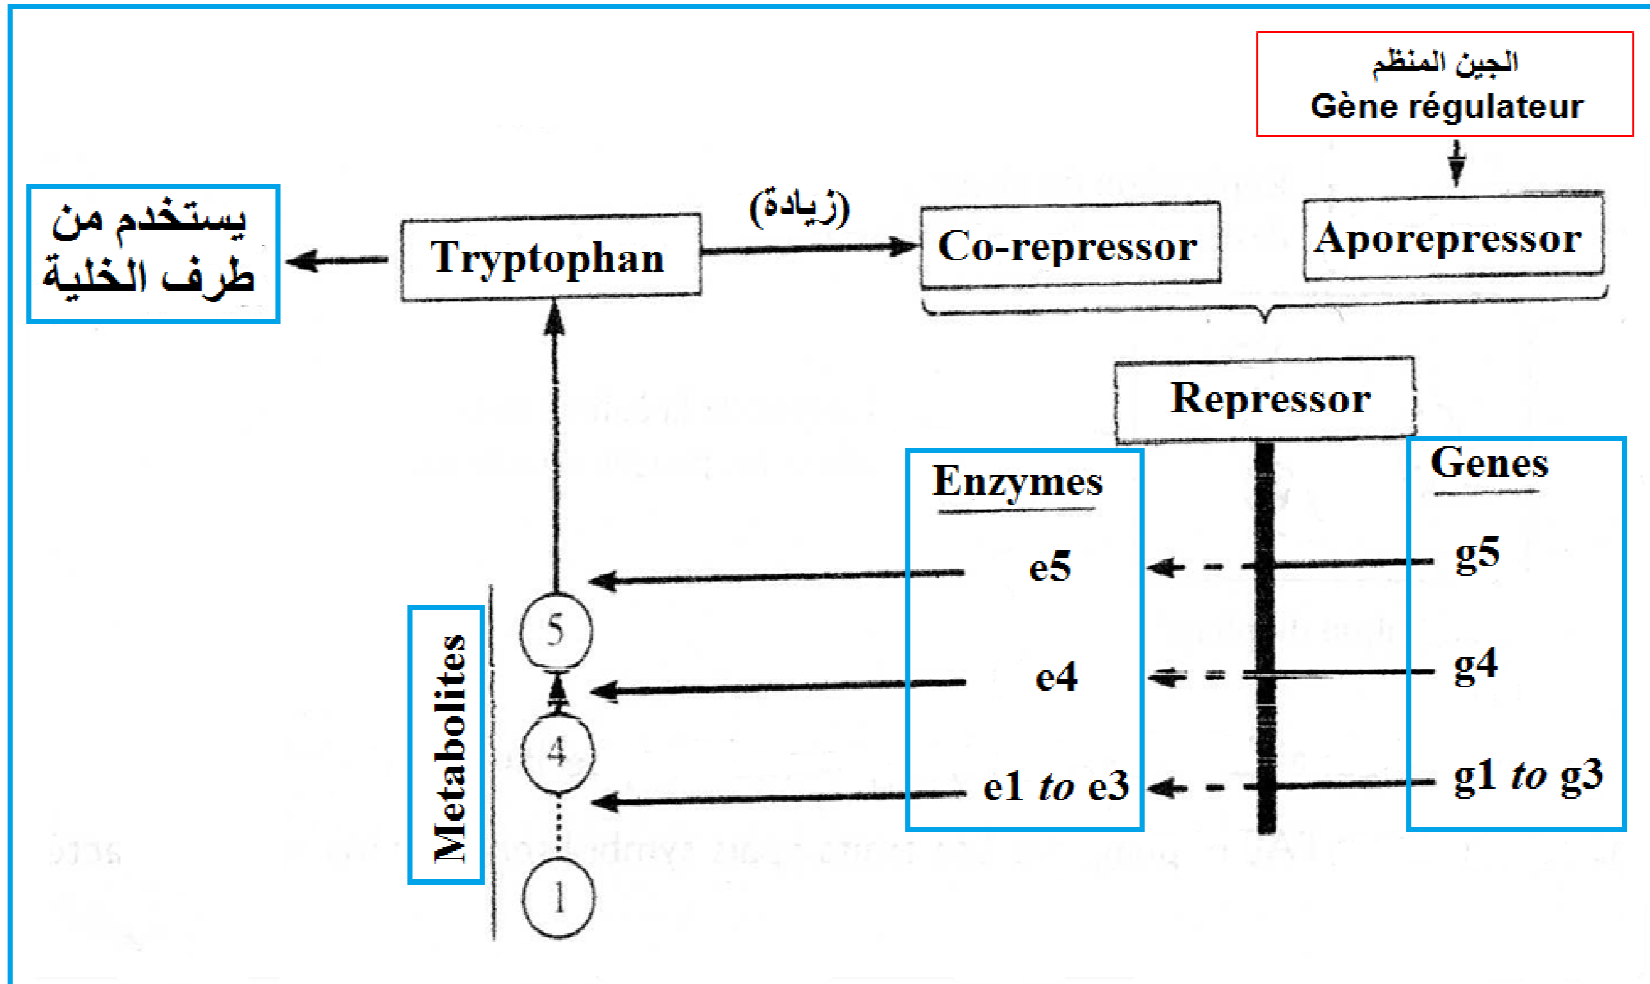 الجين المنظم
Gène régulateur
يستخدم من
طرف الخلية
Tryptophan
(زيادة)
Co-repressor
Aporepressor
Repressor
Enzymes
Genes
e5
g5
e4
g4
e1 to e3
g1 to g3
Metabolites
5
4
1